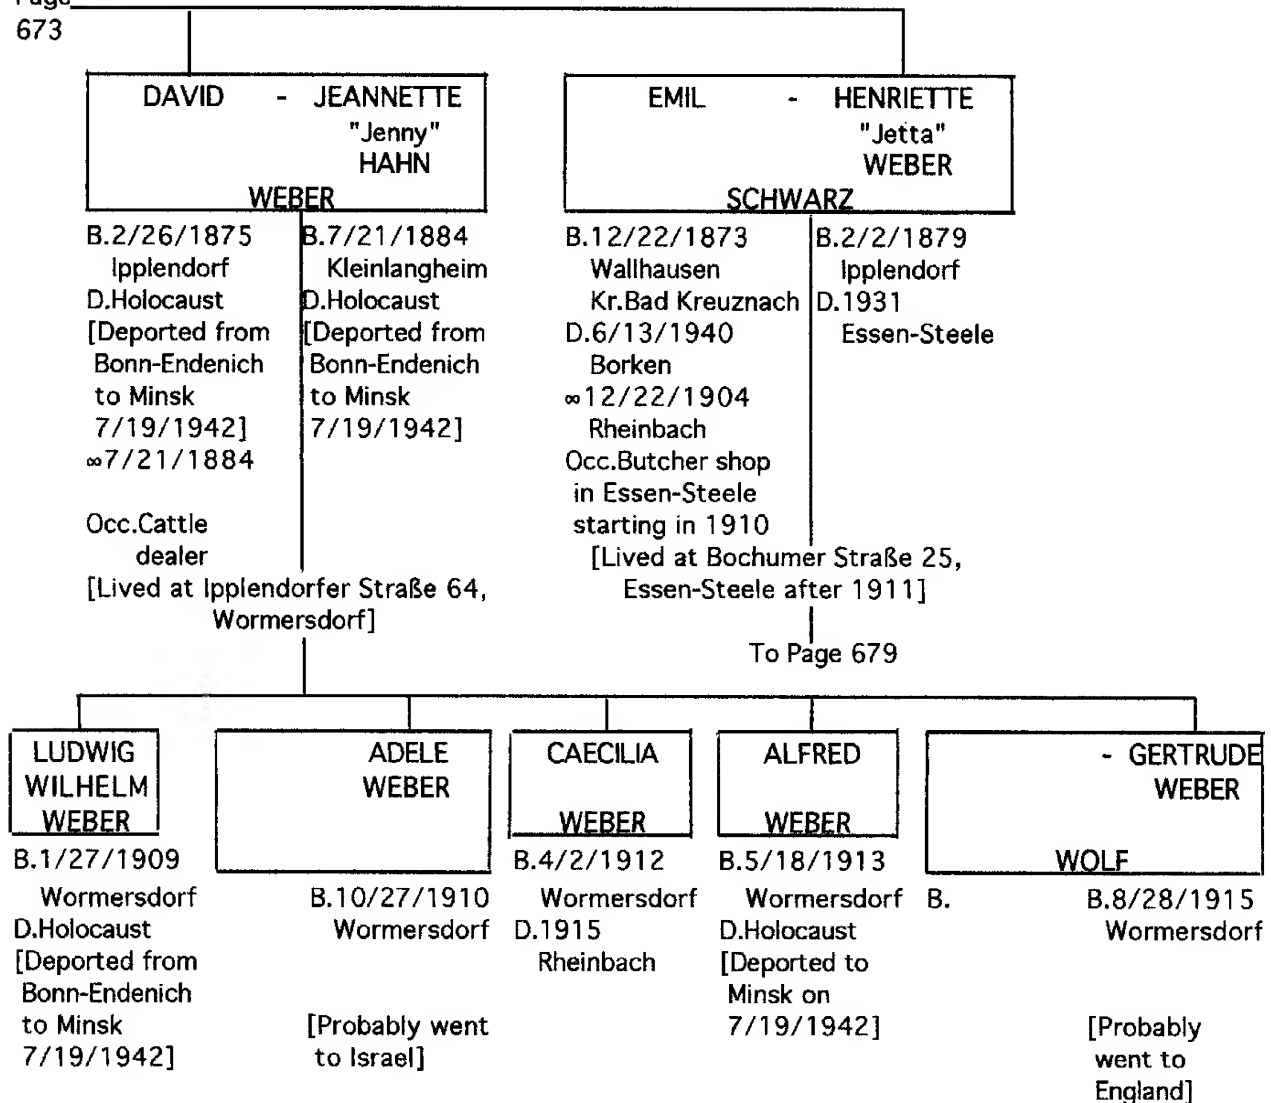 Page
673
DAVID - JEANNETTE
"Jenny"
HAHN
WEBER
B.2/26/1875
Ipplendorf
D.Holocaust
[Deported from
Bonn-Endenich
to Minsk
7/19/1942]
∞7/21/1884
Occ.Cattle
dealer
B.7/21/1884
Kleinlangheim
D.Holocaust
[Deported from
Bonn-Endenich
to Minsk
7/19/1942]
[Lived at Ipplendorfer Straße 64,
Wormersdorf]
EMIL - HENRIETTE
"Jetta"
WEBER
SCHWARZ
B.12/22/1873
Wallhausen
Kr.Bad Kreuznach
D.6/13/1940
Borken
∞12/22/1904
Rheinbach
Occ.Butcher shop
in Essen-Steele
starting in 1910
B.2/2/1879
Ipplendorf
D.1931
Essen-Steele
[Lived at Bochumer Straße 25,
Essen-Steele after 1911]
To Page 679
LUDWIG
WILHELM
WEBER
B.1/27/1909
Wormersdorf
D.Holocaust
[Deported from
Bonn-Endenich
to Minsk
7/19/1942]
ADELE
WEBER
B.10/27/1910
Wormersdorf
[Probably went
to Israel]
CAECILIA
WEBER
B.4/2/1912
Wormersdorf
D.1915
Rheinbach
ALFRED
WEBER
B.5/18/1913
Wormersdorf
D.Holocaust
[Deported to
Minsk on
7/19/1942]
- GERTRUDE
WEBER
WOLF
B.
B.8/28/1915
Wormersdorf
[Probably
went to
England]